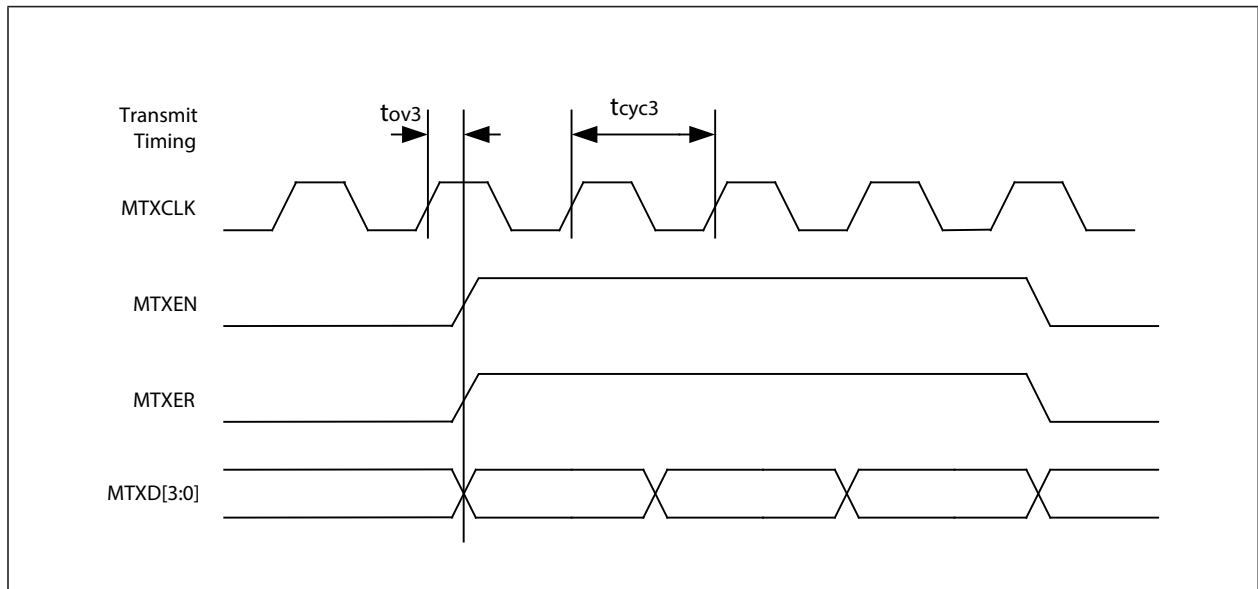 Transmit
Timing
tov3
tcyc3
MTXCLK
MTXEN
MTXER
MTXD[3:0]